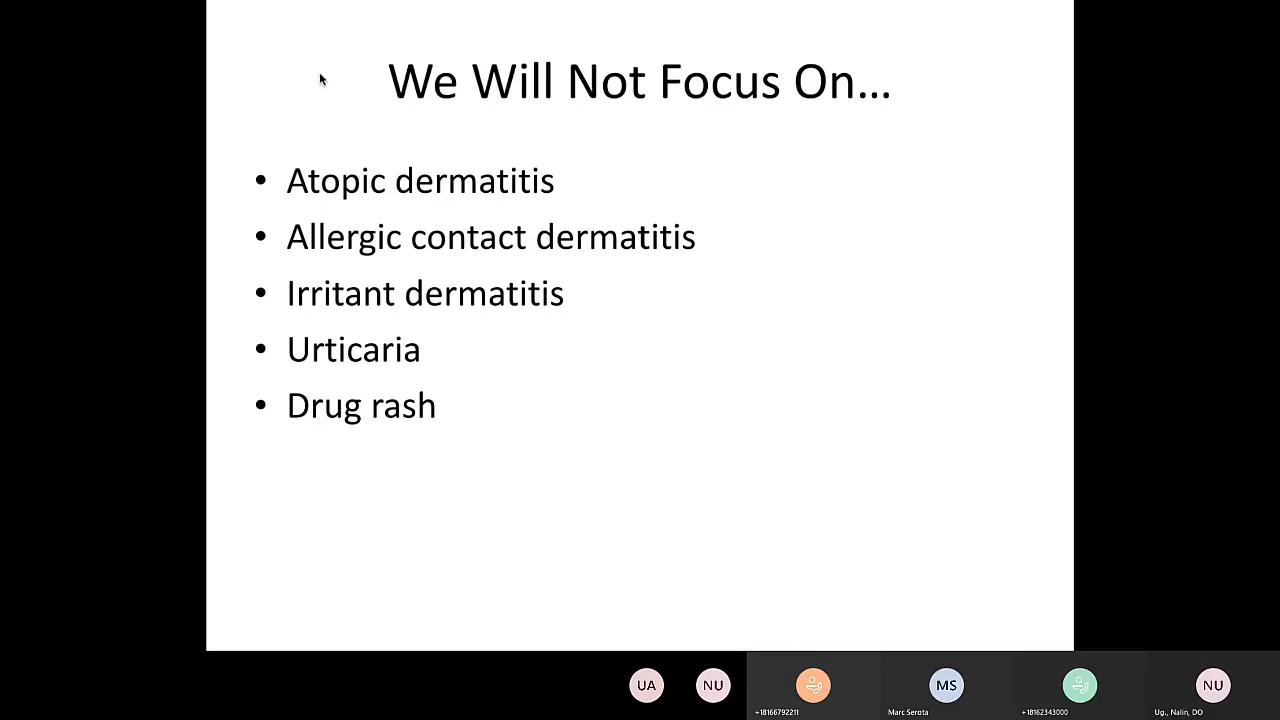 We Will Not Focus On...
• Atopic dermatitis
• Allergic contact dermatitis
• Irritant dermatitis
• Urticaria
• Drug rash
UA
NU
MS
NU
+18166792211
Marc Serota
+18162343000
Ug., Nalin, DO